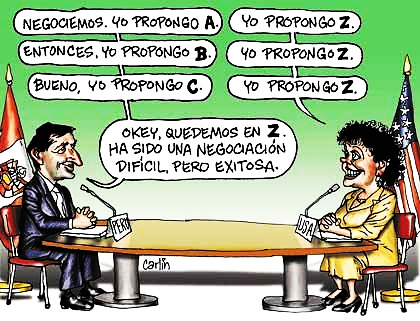 NEGOCIEMOS. YO PROPONGO A.
YO PROPONGO Z.
ENTONCES, YO PROPONGO B.
YO PROPONGO Z.
BUENO, YO PROPONGO C.
YO PROPONGO Z.
OKEY, QUEDEMOS EN Z.
HA SIDO UNA NEGOCIACIÓN
DIFÍCIL, PERO EXITOSA.
PERÚ
USA
carlín